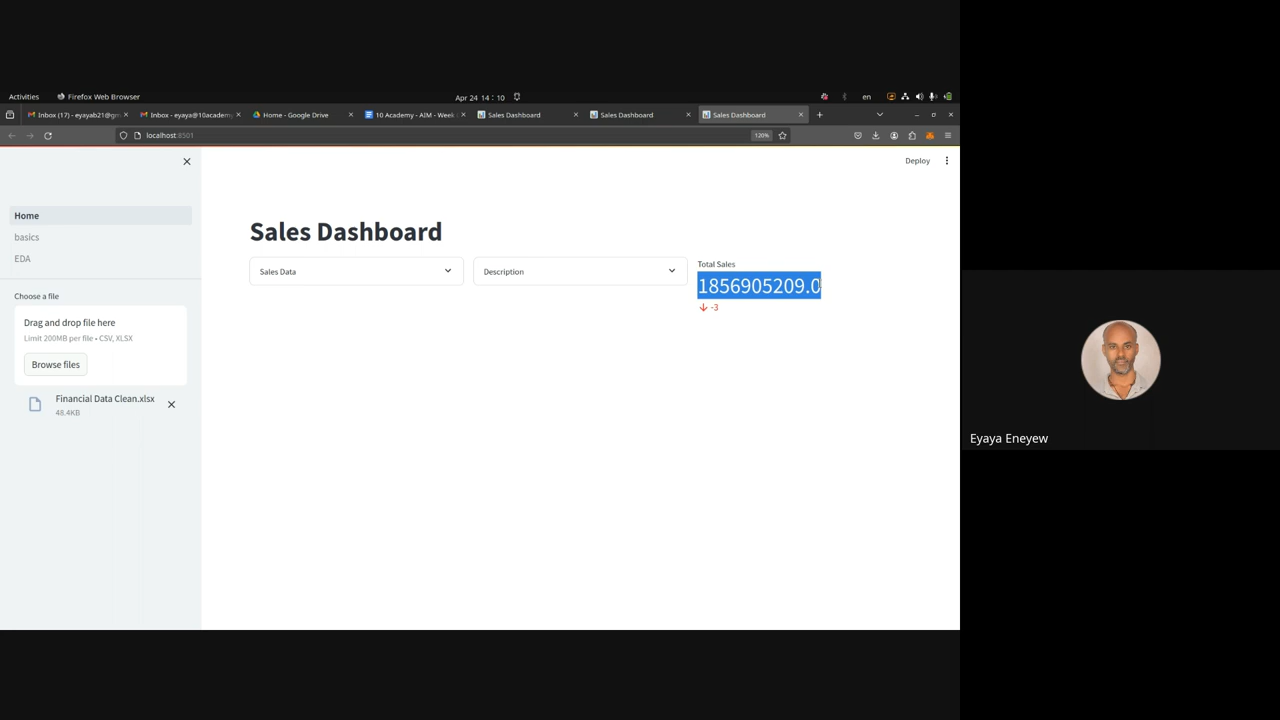 Activities
Firefox Web Browser
Apr 24 14:10
en
Inbox (17) - eyayab21@gm
Inbox - eyaya@10academy
Home - Google Drive
10 Academy - AIM - Week
Sales Dashboard
Sales Dashboard
Sales Dashboard
localhost:8501
120%
Deploy
Home
basics
EDA
Choose a file
Drag and drop file here
Limit 200MB per file • CSV, XLSX
Browse files
Financial Data Clean.xlsx
48.4KB
Sales Dashboard
Sales Data
Description
Total Sales
1856905209.0
-3
Eyaya Eneyew